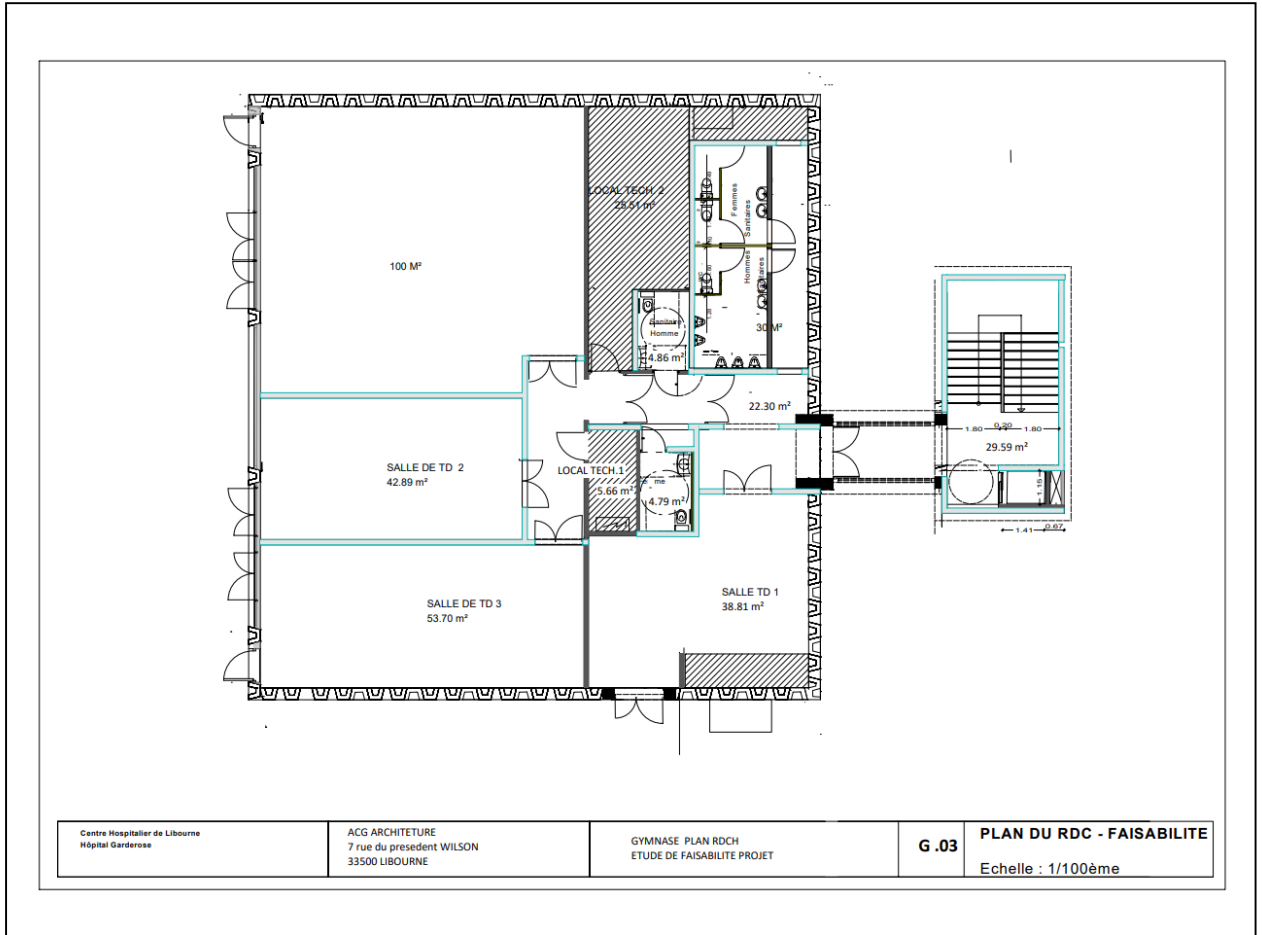 LOCAL TECH. 2
25.51 m²
Femmes
Sanitaires
Hommes
100 M²
30 M²
Sanitaire
Homme
4.86 m²
22.30 m²
1.80
0.20
1.80
29.59 m²
SALLE DE TD 2
42.89 m²
LOCAL TECH.1
5.66 m²
me
4.79 m²
1.15
1.41
0.67
SALLE TD 1
38.81 m²
SALLE DE TD 3
53.70 m²
Centre Hospitalier de Libourne
Hôpital Garderose
ACG ARCHITETURE
7 rue du presedent WILSON
33500 LIBOURNE
GYMNASE PLAN RDCH
ETUDE DE FAISABILITE PROJET
G .03
PLAN DU RDC - FAISABILITE
Echelle : 1/100ème